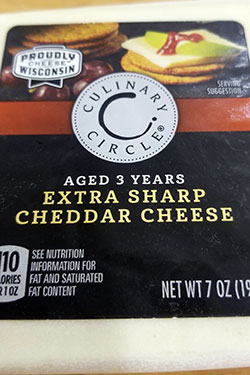 PROUDLY
WISCONSIN
CHEESE
SERVING
SUGGESTION
CULINARY
CIRCLE®
AGED 3 YEARS
EXTRA SHARP
CHEDDAR CHEESE
110
SEE NUTRITION
INFORMATION FOR
FAT AND SATURATED
FAT CONTENT
NET WT 7 OZ (19